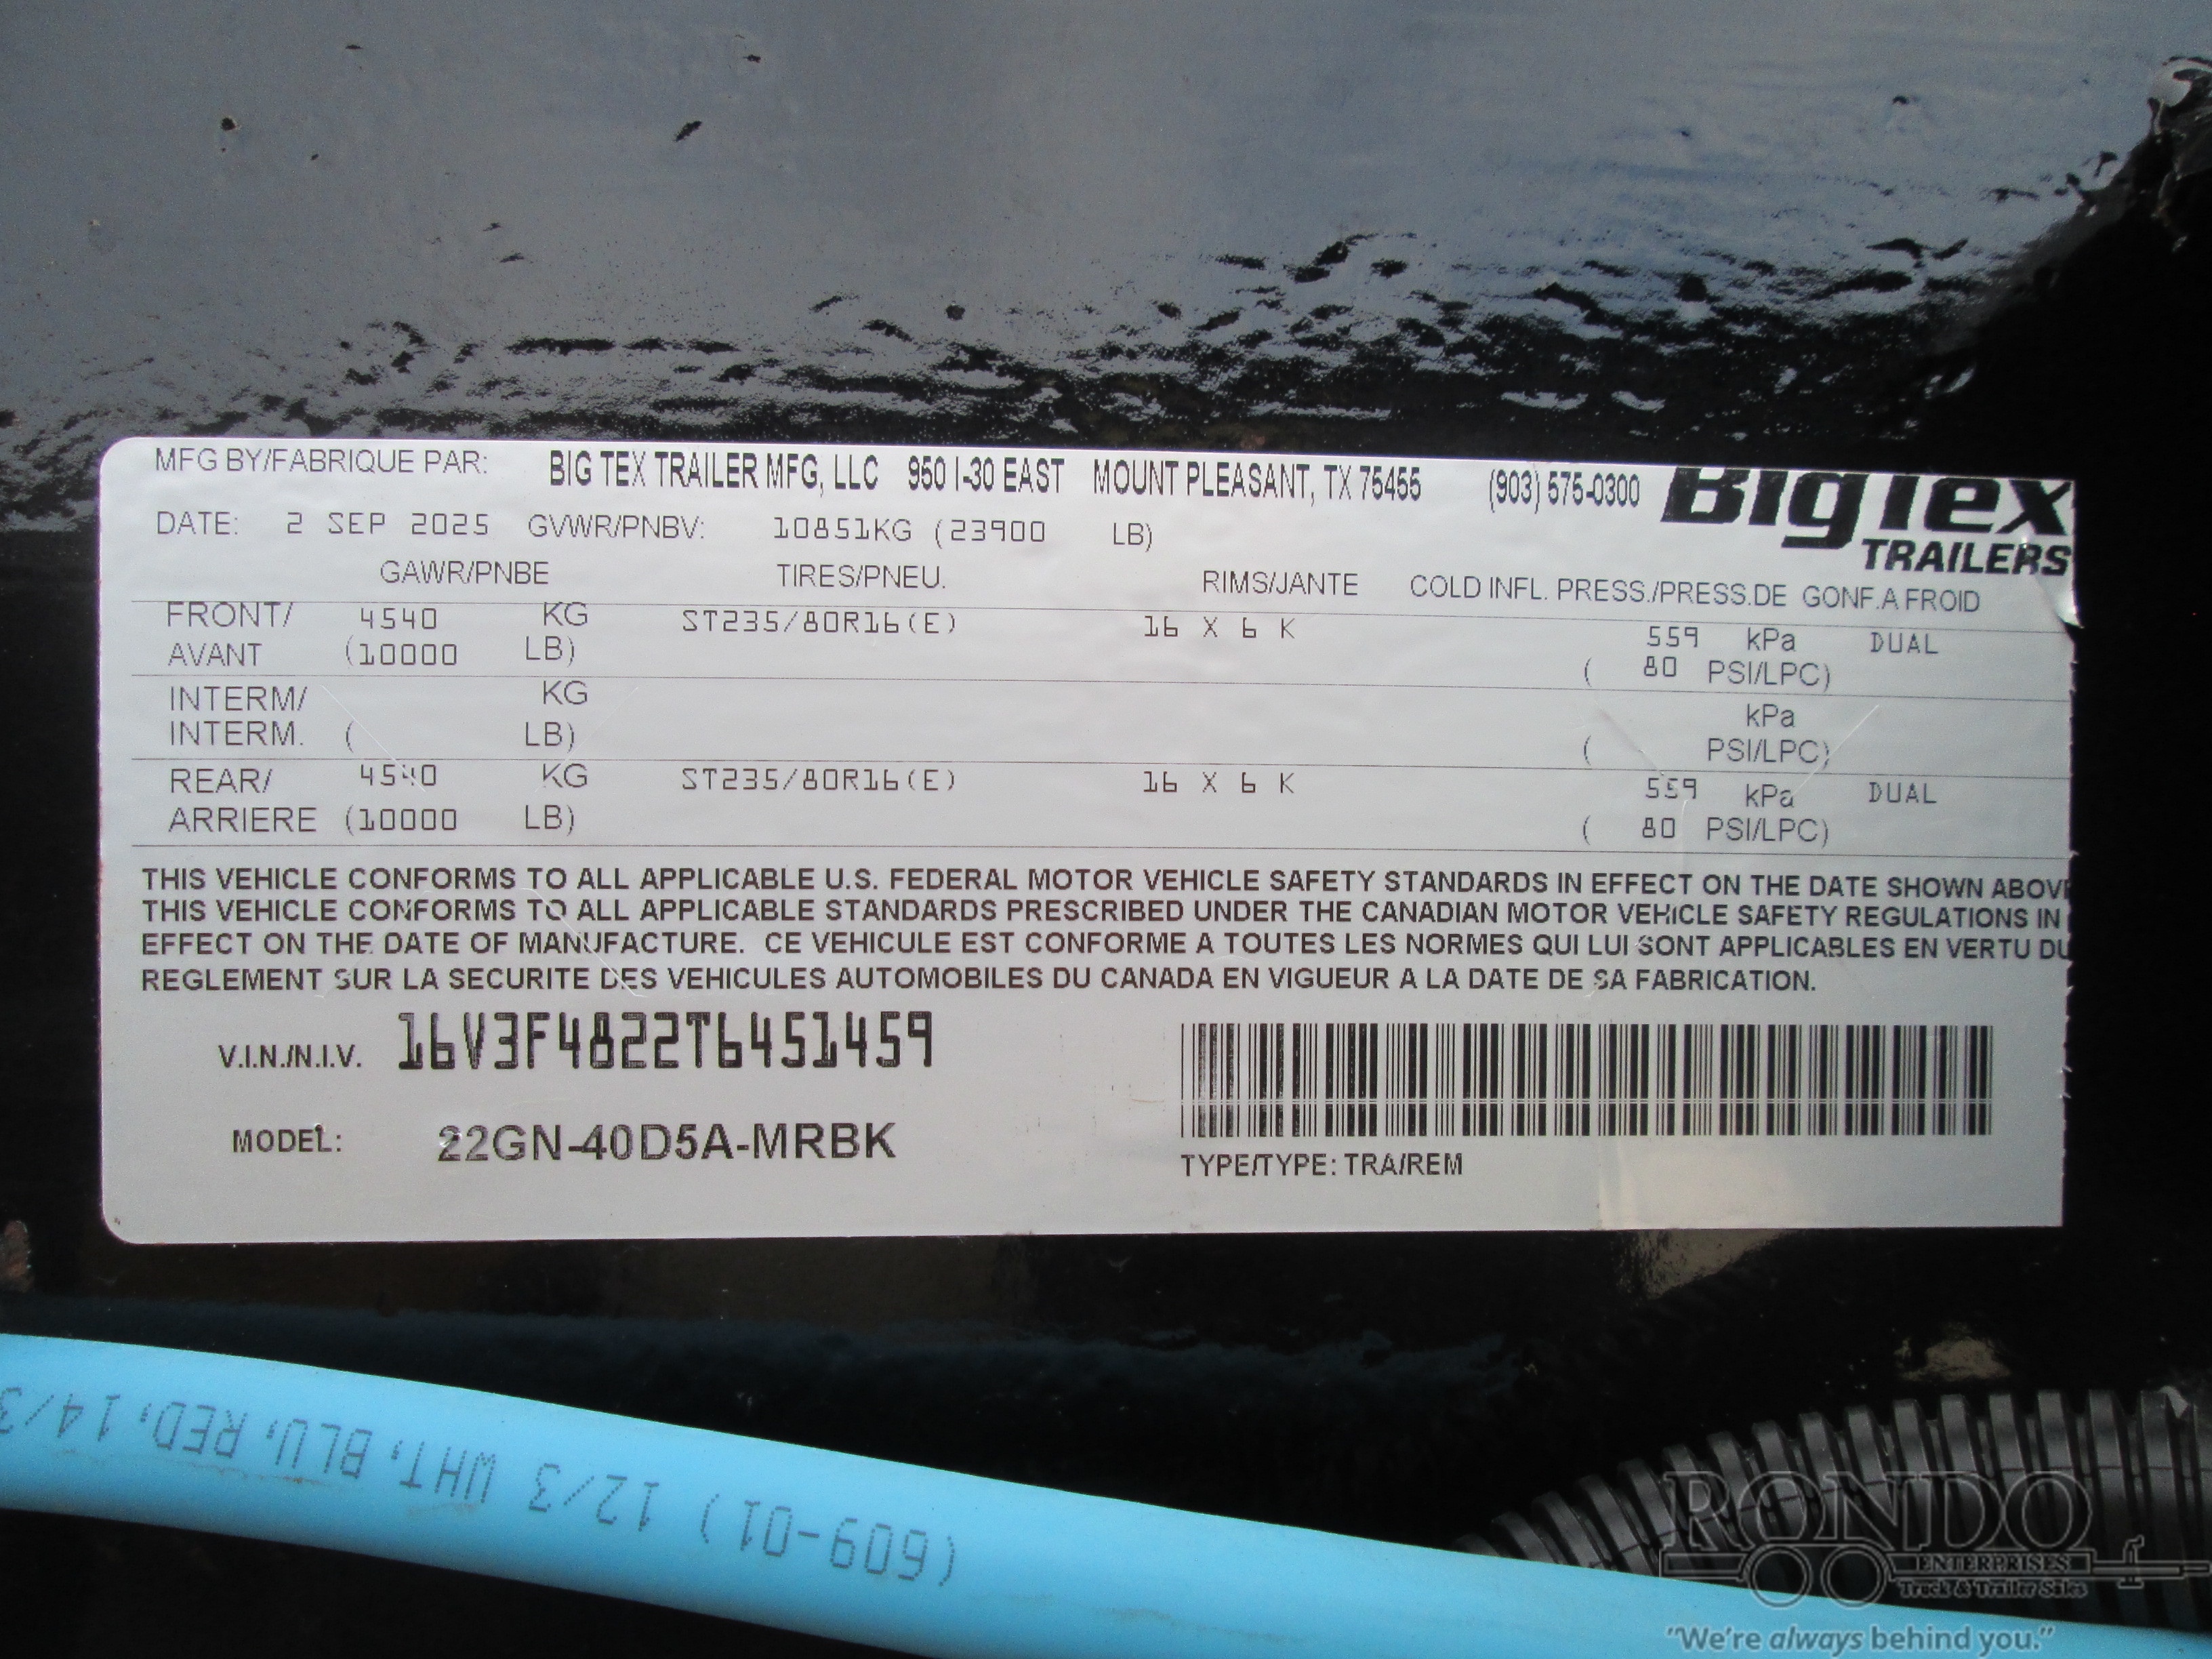 MFG BY/FABRIQUE PAR: BIG TEX TRAILER MFG, LLC 950 I-30 EAST MOUNT PLEASANT, TX 75455 (903) 575-0300 BigTex
TRAILERS
DATE: 2 SEP 2025 GVWR/PNBV: 10851KG (23900 LB)
GAWR/PNBE TIRES/PNEU. RIMS/JANTE COLD INFL. PRESS./PRESS.DE GONF.A FROID
FRONT/ 4540 KG ST235/80R16(E) 16 X 6 K 559 kPa DUAL
AVANT (10000 LB) ( 80 PSI/LPC)
INTERM/ KG kPa
INTERM. ( LB) ( PSI/LPC)
REAR/ 4540 KG ST235/80R16(E) 16 X 6 K 559 kPa DUAL
ARRIERE (10000 LB) ( 80 PSI/LPC)
THIS VEHICLE CONFORMS TO ALL APPLICABLE U.S. FEDERAL MOTOR VEHICLE SAFETY STANDARDS IN EFFECT ON THE DATE SHOWN ABOVE
THIS VEHICLE CONFORMS TO ALL APPLICABLE STANDARDS PRESCRIBED UNDER THE CANADIAN MOTOR VEHICLE SAFETY REGULATIONS IN
EFFECT ON THE DATE OF MANUFACTURE. CE VEHICULE EST CONFORME A TOUTES LES NORMES QUI LUI SONT APPLICABLES EN VERTU DU
REGLEMENT SUR LA SECURITE DES VEHICULES AUTOMOBILES DU CANADA EN VIGUEUR A LA DATE DE SA FABRICATION.
V.I.N./N.I.V. 16V3F4822T6451459
MODEL: 22GN-40D5A-MRBK
TYPE/TYPE: TRA/REM
(609-01) 12/3 WHT, BLU, RED, 14/3
RONDO
ENTERPRISES
Truck & Trailer Sales
"We're always behind you."